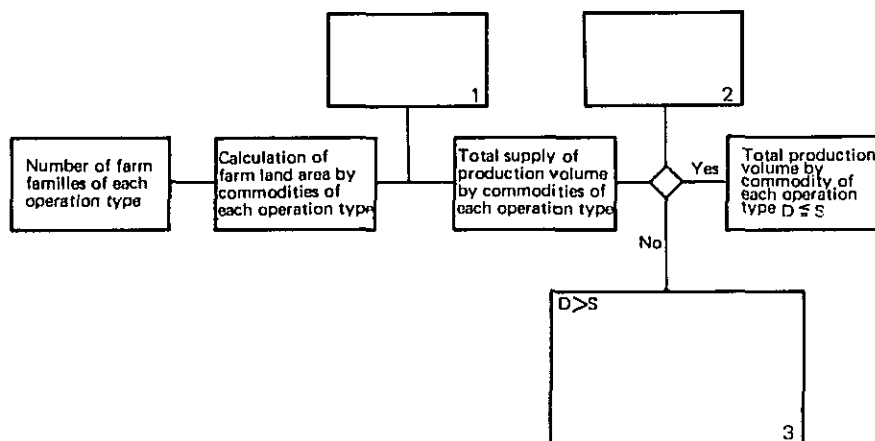 1
2
Number of farm
families of each
operation type
Calculation of
farm land area by
commodities of
each operation type
Total supply of
production volume
by commodities of
each operation type
Yes
Total production
volume by
commodity of
each operation
type D ≦ S
No
D>S
3